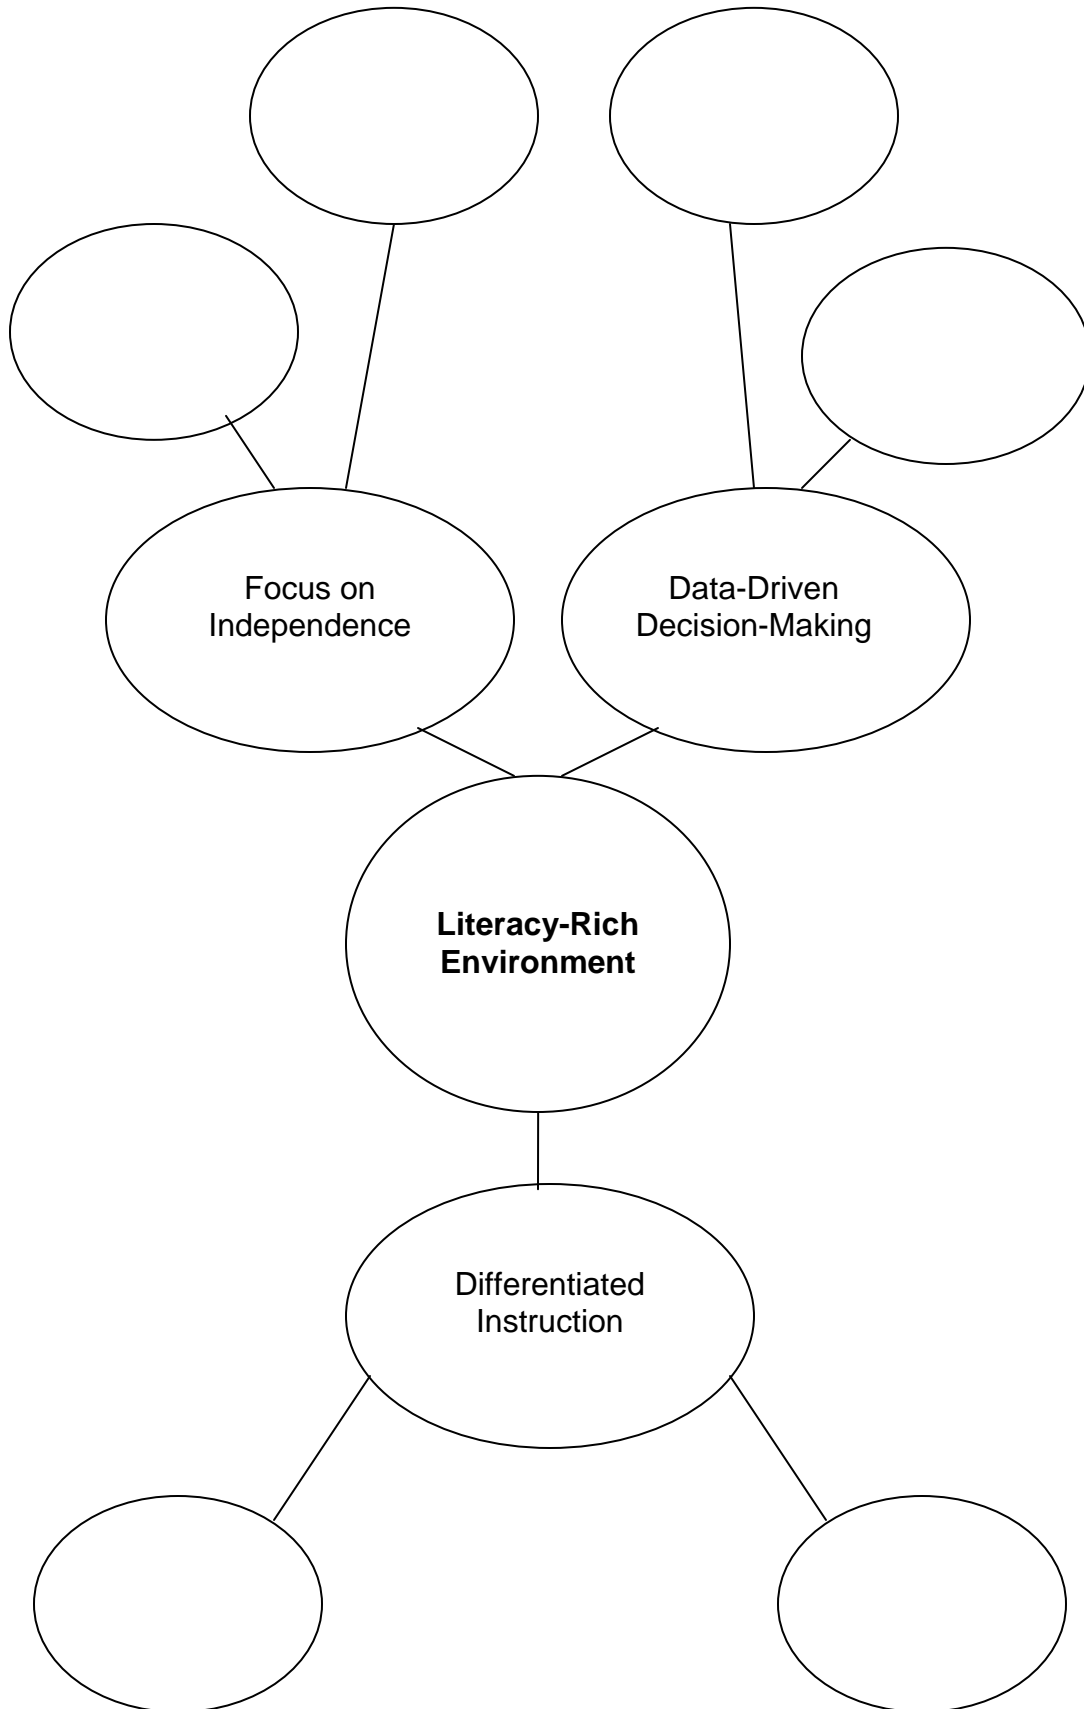 Focus on
Independence
Data-Driven
Decision-Making
Literacy-Rich
Environment
Differentiated
Instruction